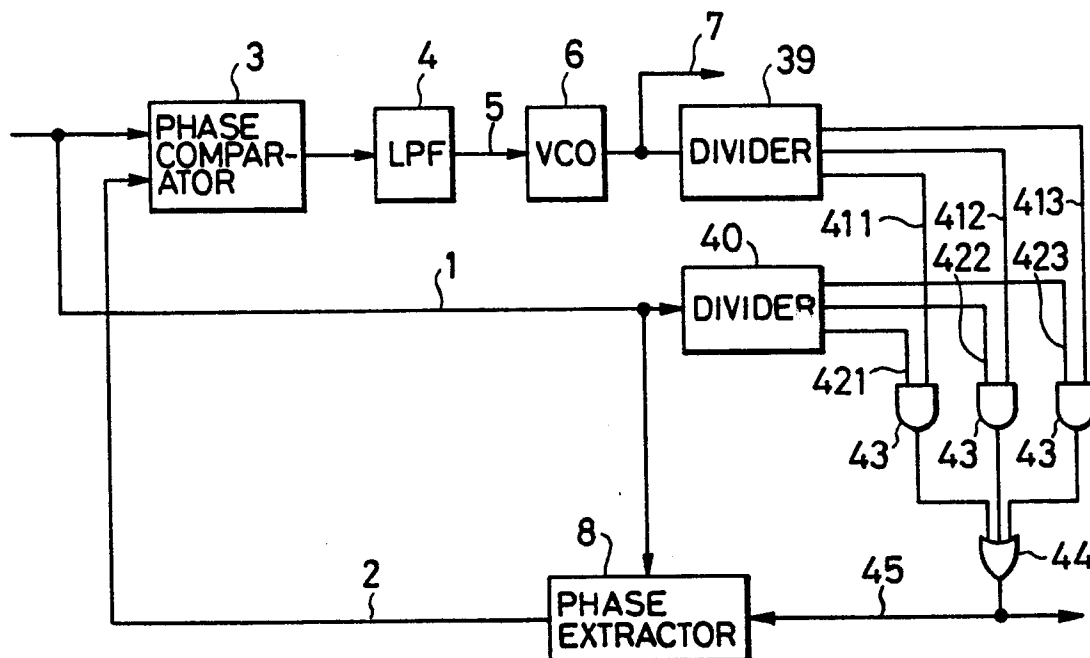 3
4
6
7
39
PHASE
COMPAR-
ATOR
LPF
5
VCO
DIVIDER
411
412
413
40
422
423
1
DIVIDER
421
43
43
43
8
44
2
45
PHASE
EXTRACTOR